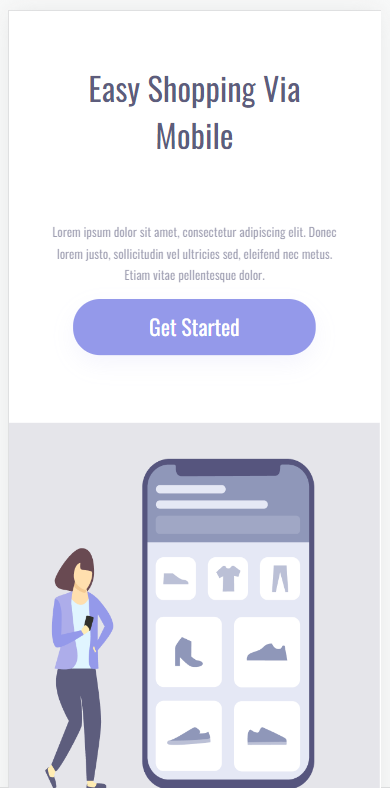 Easy Shopping Via
Mobile
Lorem ipsum dolor sit amet, consectetur adipiscing elit. Donec
lorem justo, sollicitudin vel ultricies sed, eleifend nec metus.
Etiam vitae pellentesque dolor.
Get Started